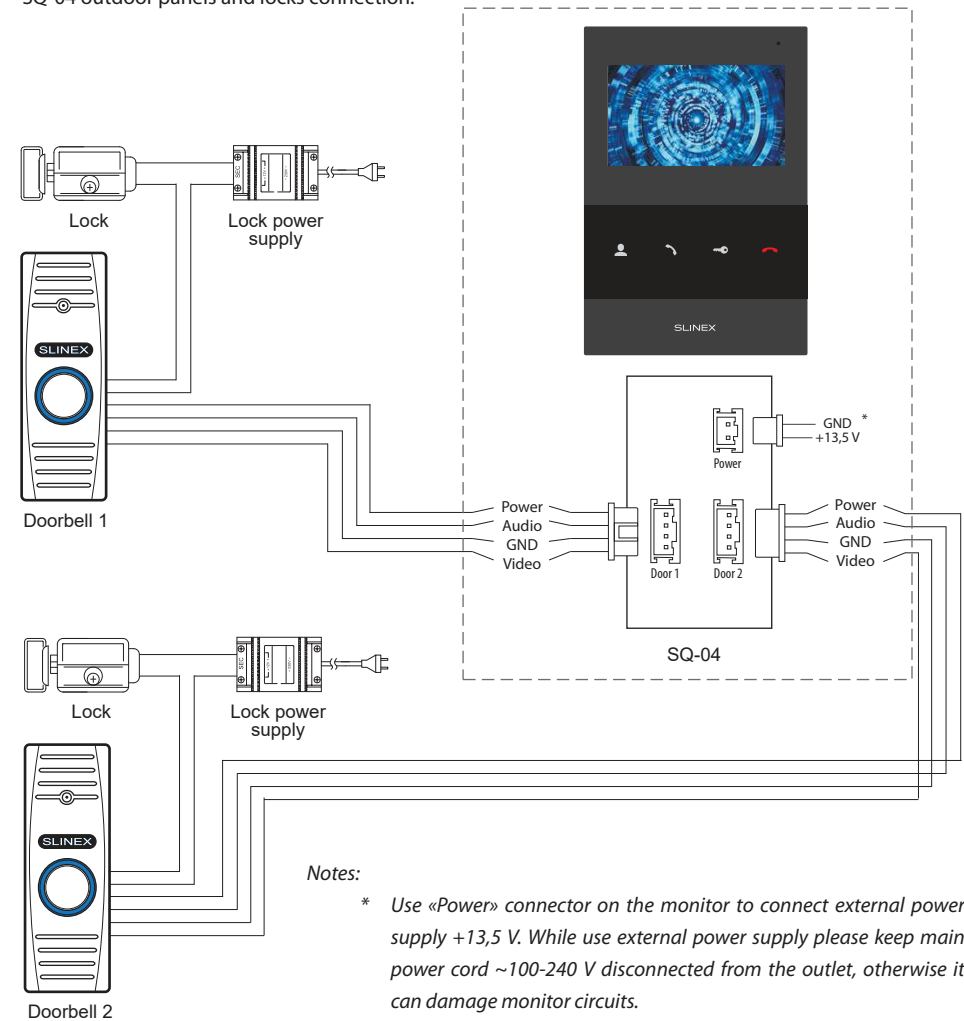 SQ-04 outdoor panels and locks connection:
SLINEX
Lock
Lock power
supply
SEC
SLINEX
Doorbell 1
GND *
+13,5 V
Power
Power
Audio
GND
Video
Door 1
Door 2
Power
Audio
GND
Video
SQ-04
Lock
Lock power
supply
SEC
SLINEX
Doorbell 2
Notes:
* Use «Power» connector on the monitor to connect external power
supply +13,5 V. While use external power supply please keep main
power cord ~100-240 V disconnected from the outlet, otherwise it
can damage monitor circuits.